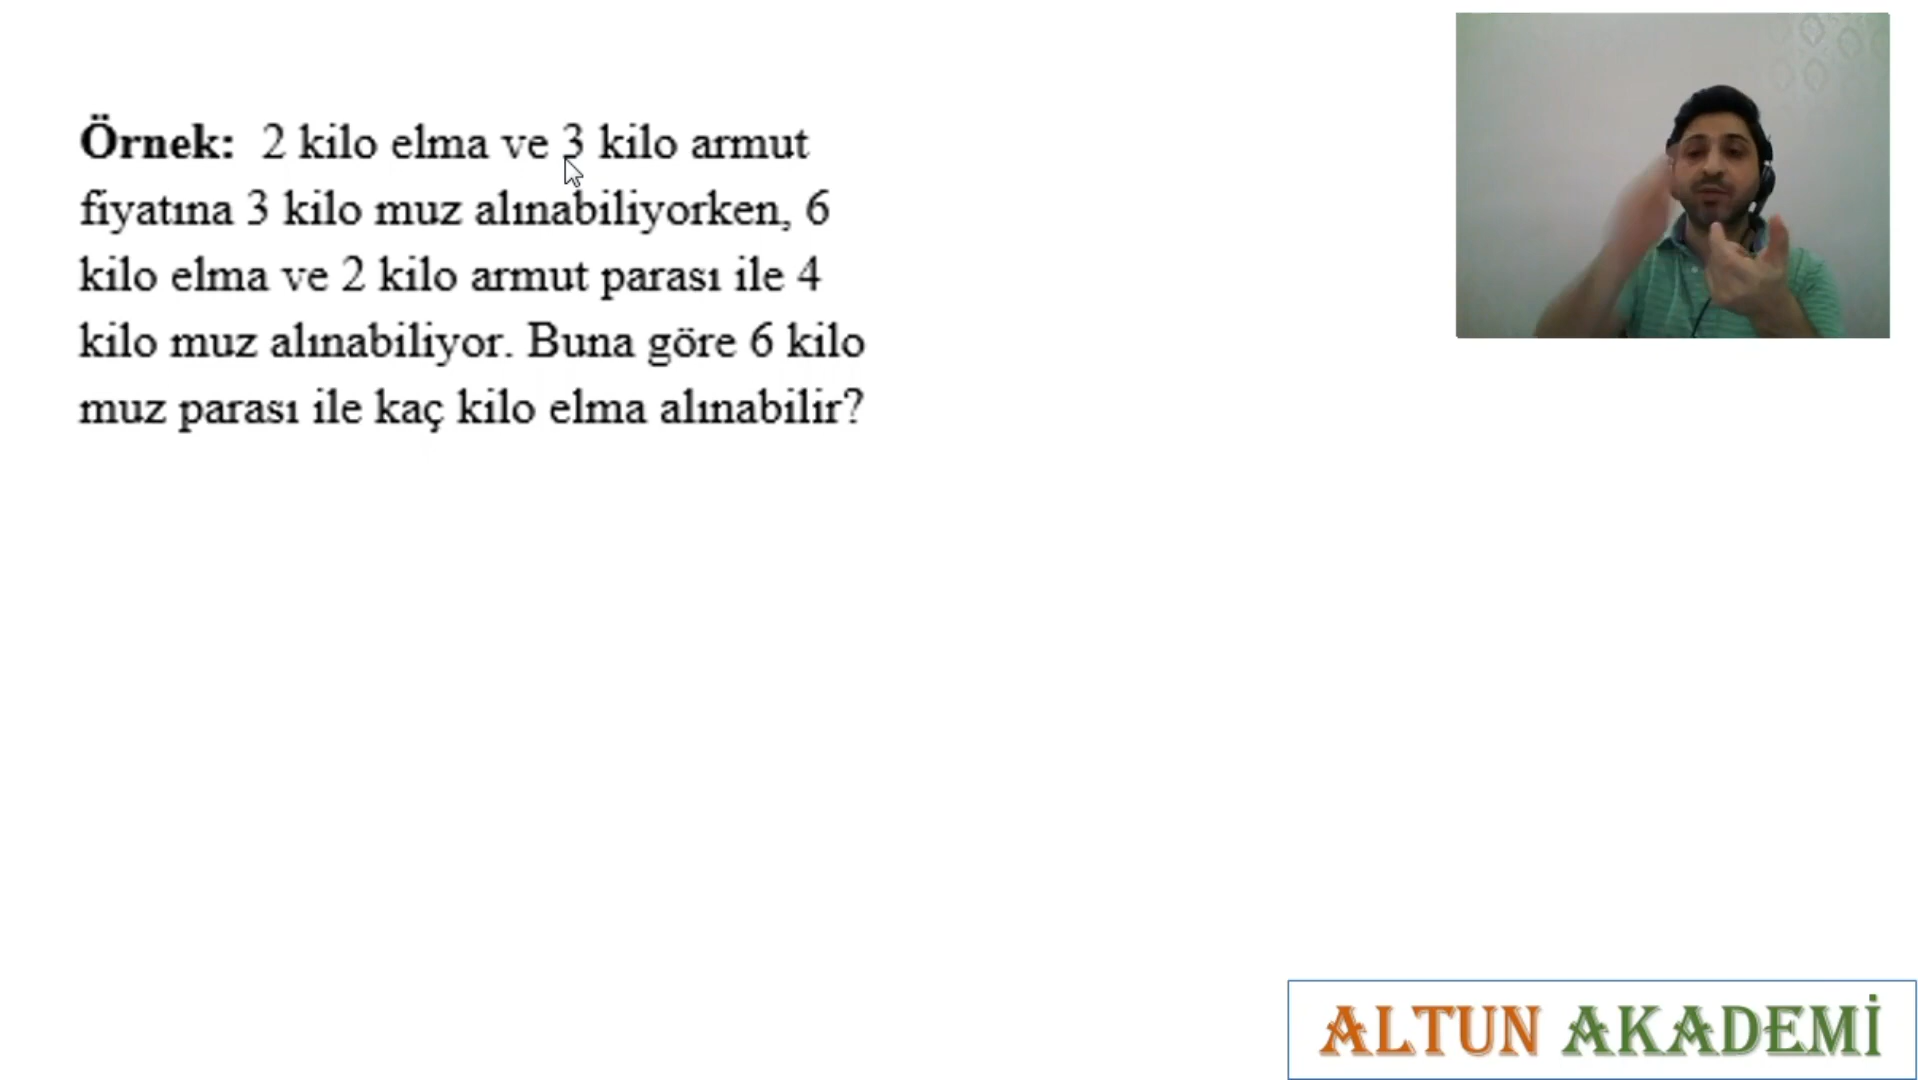 Örnek: 2 kilo elma ve 3 kilo armut
fiyatına 3 kilo muz alınabiliyorken, 6
kilo elma ve 2 kilo armut parası ile 4
kilo muz alınabiliyor. Buna göre 6 kilo
muz parası ile kaç kilo elma alınabilir?
ALTUN AKADEMİ